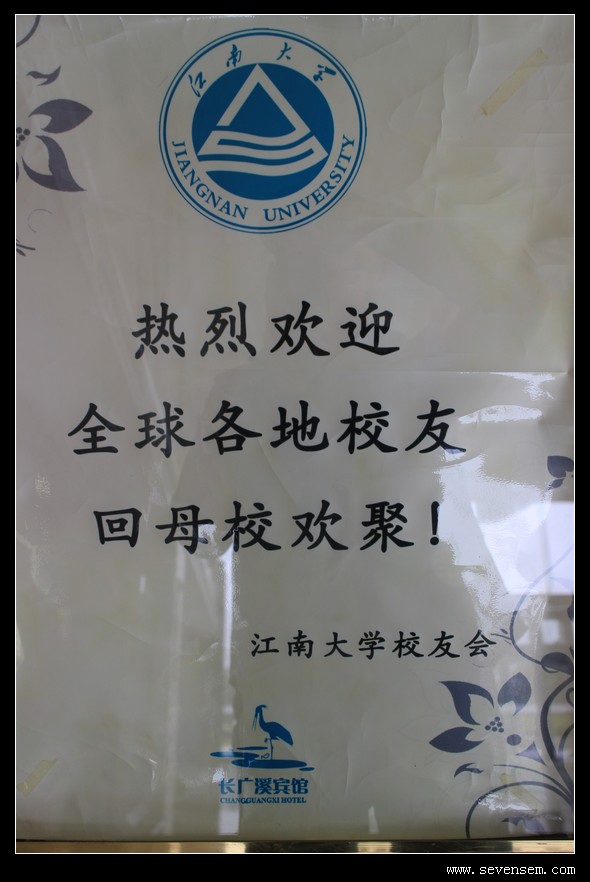 江南大学
JIANGNAN UNIVERSITY
热烈欢迎
全球各地校友
回母校欢聚!
江南大学校友会
长广溪宾馆
CHANGGUANGXI HOTEL
www.sevensem.com